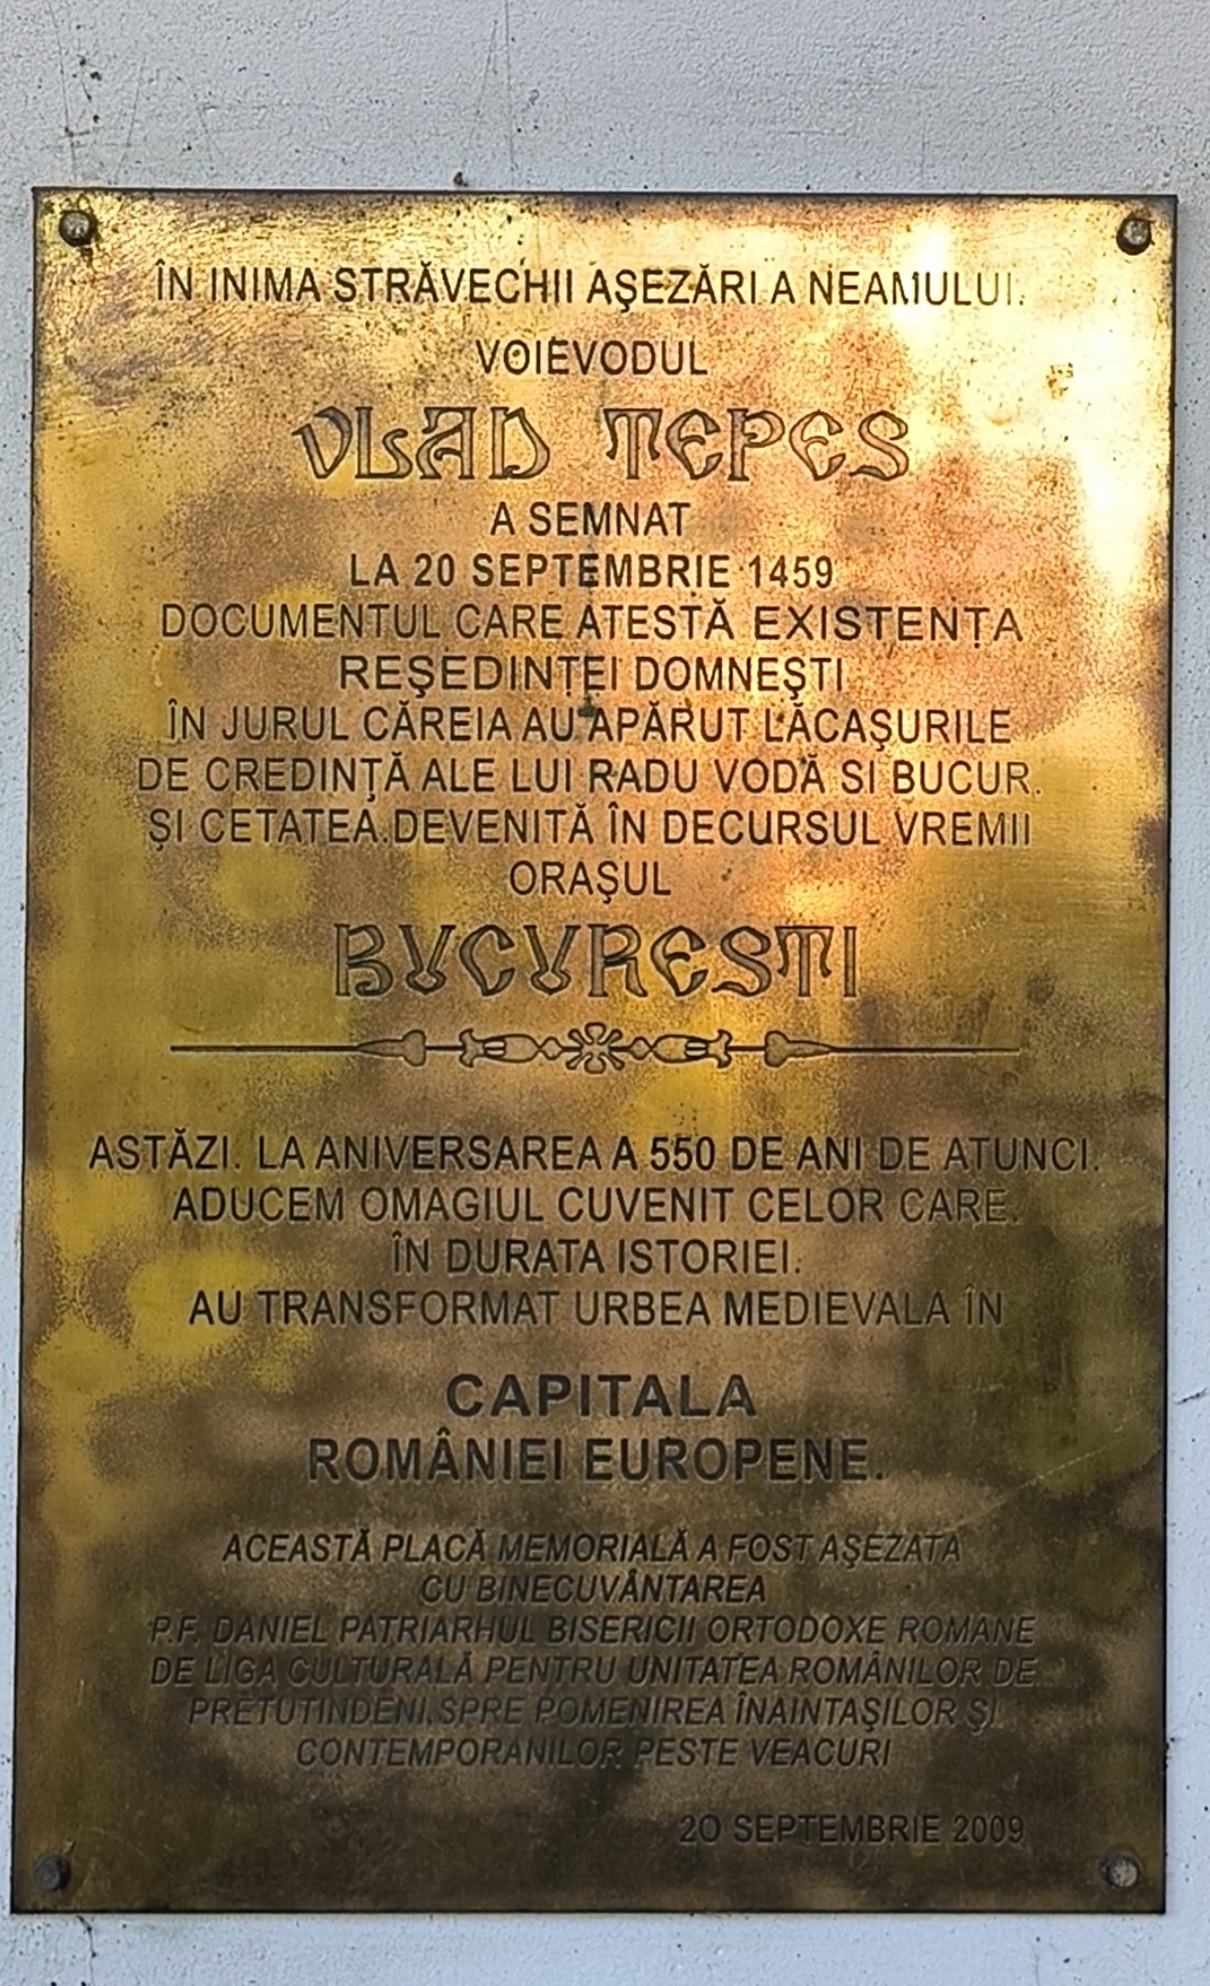 ÎN INIMA STRĂVECHII AŞEZĂRI A NEAMULUI.
VOIEVODUL
VLAD TEPES
A SEMNAT
LA 20 SEPTEMBRIE 1459
DOCUMENTUL CARE ATESTĂ EXISTENŢA
REŞEDINŢEI DOMNEŞTI
ÎN JURUL CĂREIA AU APĂRUT LĂCAŞURILE
DE CREDINŢĂ ALE LUI RADU VODĂ SI BUCUR.
ŞI CETATEA.DEVENITĂ ÎN DECURSUL VREMII
ORAŞUL
BUCURESTI
ASTĂZI. LA ANIVERSAREA A 550 DE ANI DE ATUNCI.
ADUCEM OMAGIUL CUVENIT CELOR CARE.
ÎN DURATA ISTORIEI.
AU TRANSFORMAT URBEA MEDIEVALA ÎN
CAPITALA
ROMÂNIEI EUROPENE.
ACEASTĂ PLACĂ MEMORIALĂ A FOST AŞEZATA
CU BINECUVÂNTAREA
P.F. DANIEL PATRIARHUL BISERICII ORTODOXE ROMANE
DE LIGA CULTURALĂ PENTRU UNITATEA ROMÂNILOR DE
PRETUTINDENI.SPRE POMENIREA ÎNAINTAŞILOR ŞI
CONTEMPORANILOR PESTE VEACURI
20 SEPTEMBRIE 2009